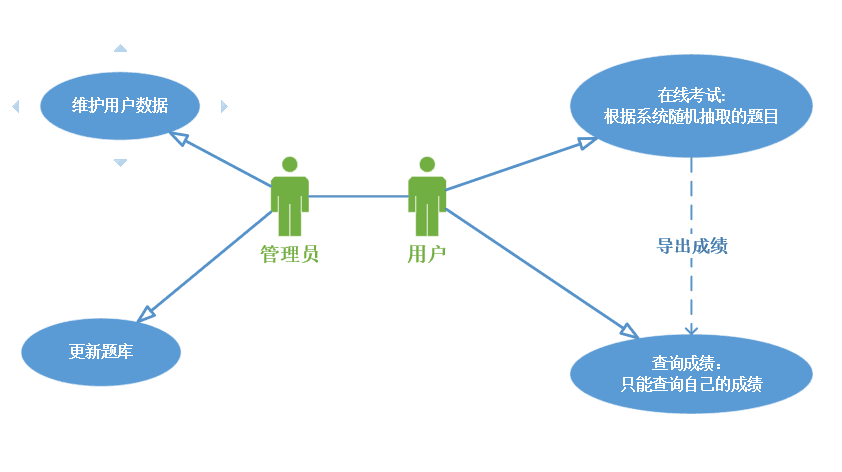 维护用户数据
在线考试:
根据系统随机抽取的题目
管理员
用户
导出成绩
更新题库
查询成绩：
只能查询自己的成绩